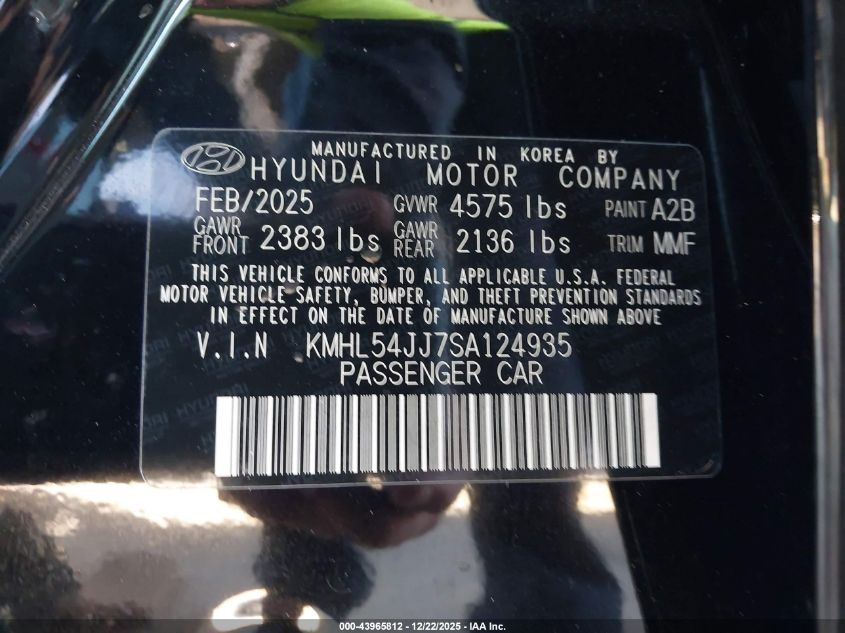 MANUFACTURED IN KOREA BY
HYUNDAI MOTOR COMPANY
FEB/2025 GVWR 4575 lbs PAINT A2B
GAWR FRONT 2383 lbs GAWR REAR 2136 lbs TRIM MMF
THIS VEHICLE CONFORMS TO ALL APPLICABLE U.S.A. FEDERAL
MOTOR VEHICLE SAFETY, BUMPER, AND THEFT PREVENTION STANDARDS
IN EFFECT ON THE DATE OF MANUFACTURE SHOWN ABOVE
V.I.N KMHL54JJ7SA124935
PASSENGER CAR
000-43965812 - 12/22/2025 - IAA Inc.